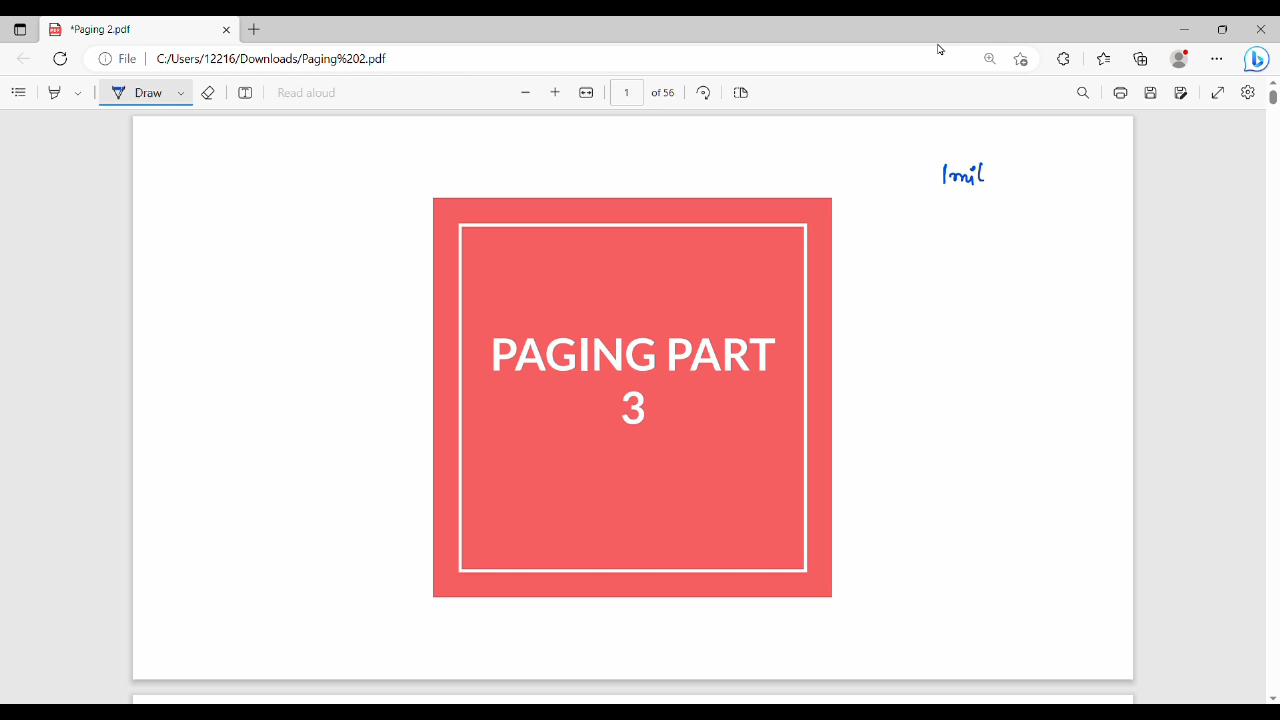 *Paging 2.pdf
File
C:/Users/12216/Downloads/Paging%202.pdf
Draw
Read aloud
1
of 56
1mil
PAGING PART
3